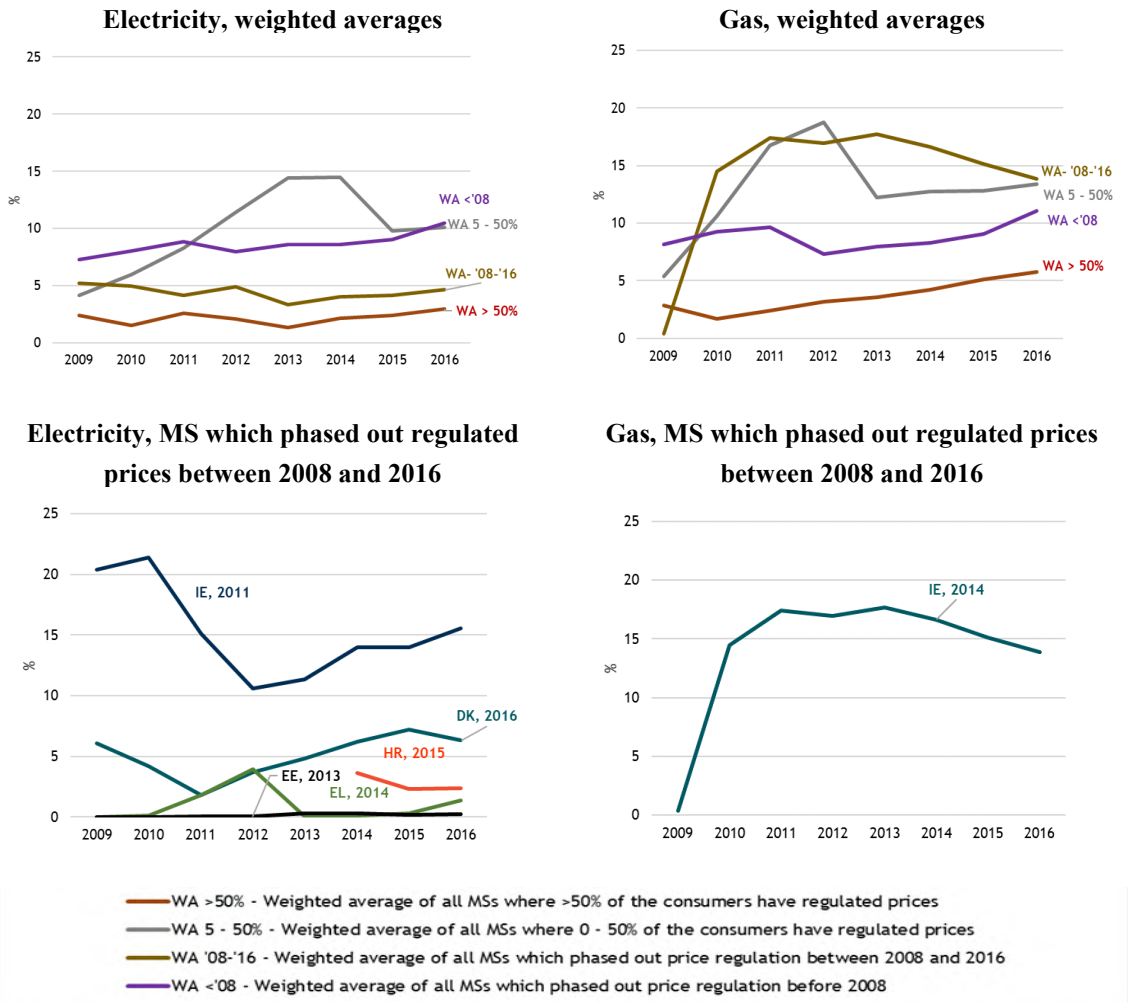 Electricity, weighted averages
25
20
15
10
5
0
%
2009 2010 2011 2012 2013 2014 2015 2016
WA <'08
WA 5 - 50%
WA- '08-'16
WA > 50%
Gas, weighted averages
25
20
15
10
5
0
%
2009 2010 2011 2012 2013 2014 2015 2016
WA- '08-'16
WA 5 - 50%
WA <'08
WA > 50%
Electricity, MS which phased out regulated
prices between 2008 and 2016
25
20
15
10
5
0
%
2009 2010 2011 2012 2013 2014 2015 2016
IE, 2011
DK, 2016
HR, 2015
EE, 2013
EL, 2014
Gas, MS which phased out regulated prices
between 2008 and 2016
25
20
15
10
5
0
%
2009 2010 2011 2012 2013 2014 2015 2016
IE, 2014
WA >50% - Weighted average of all MSs where >50% of the consumers have regulated prices
WA 5 - 50% - Weighted average of all MSs where 0 - 50% of the consumers have regulated prices
WA '08-'16 - Weighted average of all MSs which phased out price regulation between 2008 and 2016
WA <'08 - Weighted average of all MSs which phased out price regulation before 2008